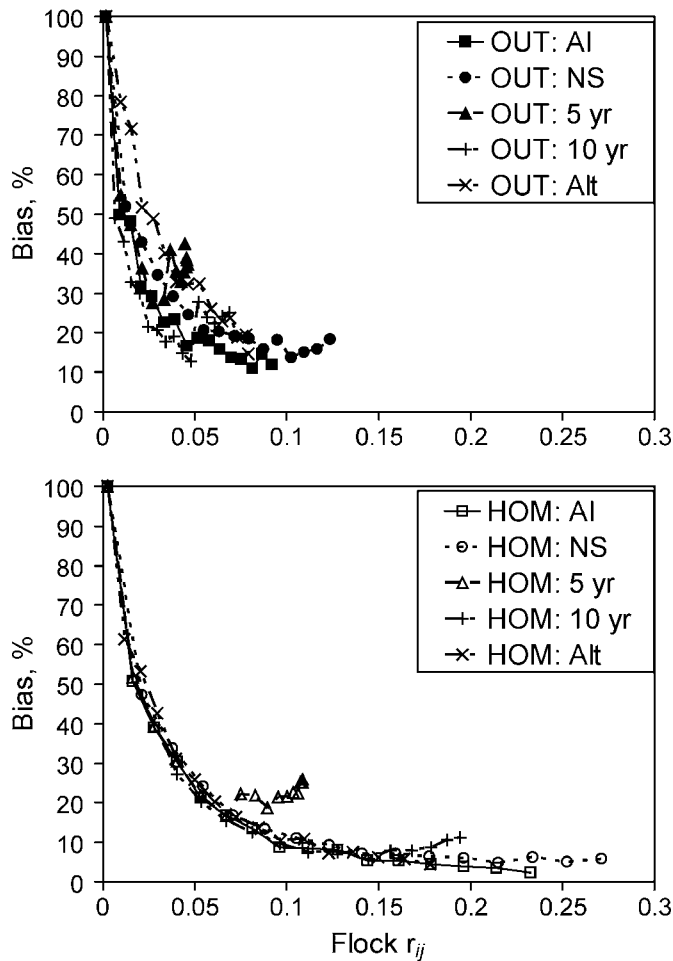 100
90
80
70
60
50
40
30
20
10
0
Bias, %
0
0.05
0.1
0.15
0.2
0.25
0.3
OUT: AI
OUT: NS
OUT: 5 yr
OUT: 10 yr
OUT: Alt
100
90
80
70
60
50
40
30
20
10
0
Bias, %
0
0.05
0.1
0.15
0.2
0.25
0.3
HOM: AI
HOM: NS
HOM: 5 yr
HOM: 10 yr
HOM: Alt
Flock rij